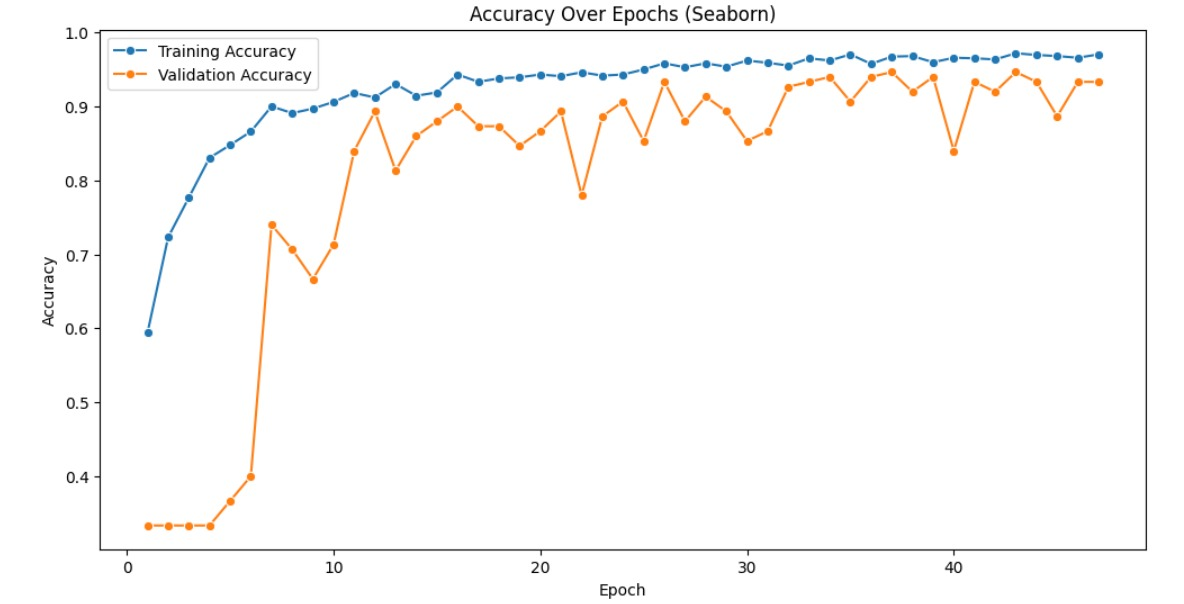 Accuracy Over Epochs (Seaborn)
Training Accuracy
Validation Accuracy
1.0
0.9
0.8
0.7
0.6
0.5
0.4
Accuracy
0 10 20 30 40
Epoch